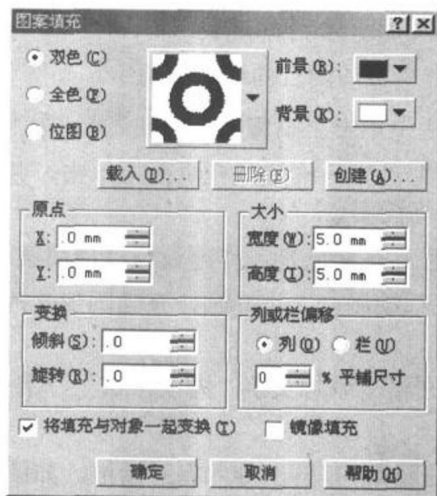 图案填充
双色(C)
全色(F)
位图(B)
前景(R):
背景(K):
载入(D)... 删除(E) 创建(A)...
原点
X: .0 mm
Y: .0 mm
大小
宽度(W): 5.0 mm
高度(I): 5.0 mm
变换
倾斜(S): .0
旋转(R): .0
列或栏偏移
列(O) 栏(U)
0 % 平铺尺寸
将填充与对象一起变换(T) 镜像填充
确定 取消 帮助(H)